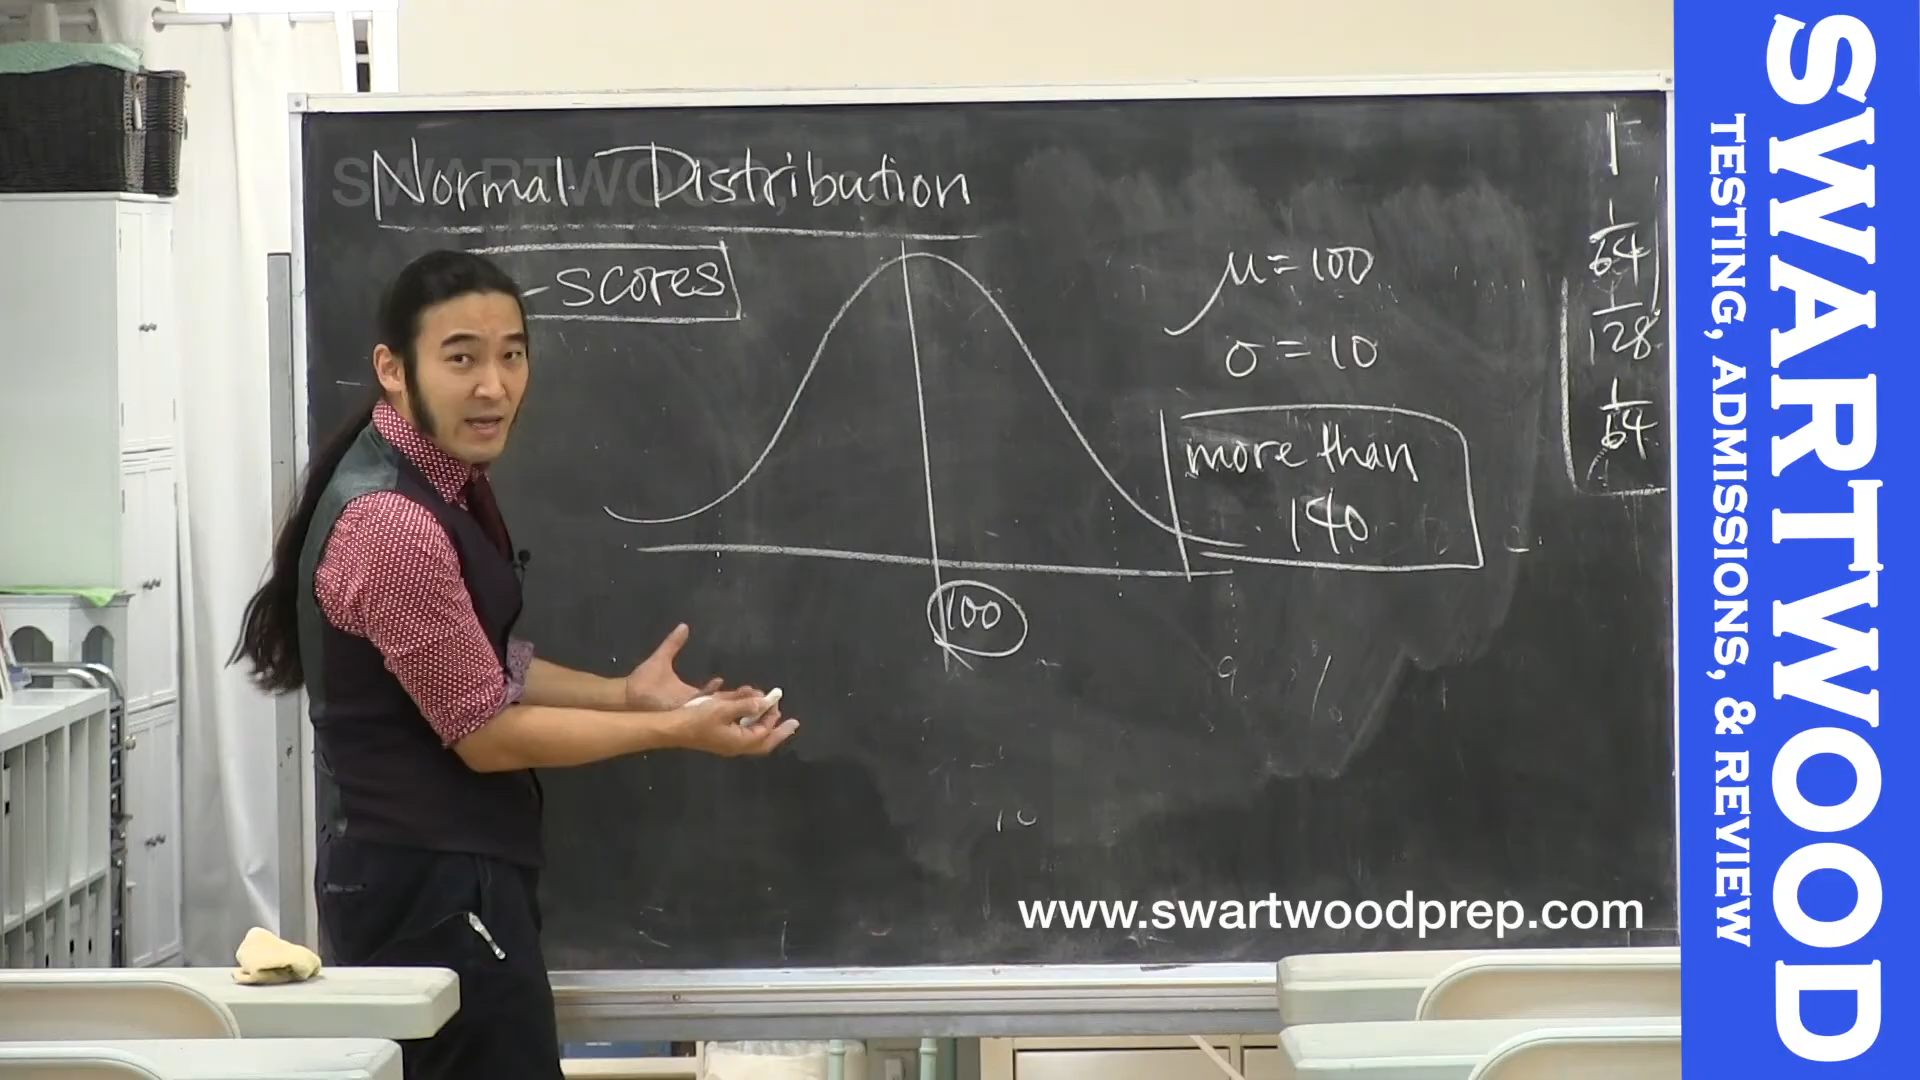 Normal Distribution
SWARTWOOD
- scores
μ = 100
σ = 10
more than
140
100
1
64
1
128
1
64
www.swartwoodprep.com
SWARTWOOD
TESTING, ADMISSIONS, & REVIEW